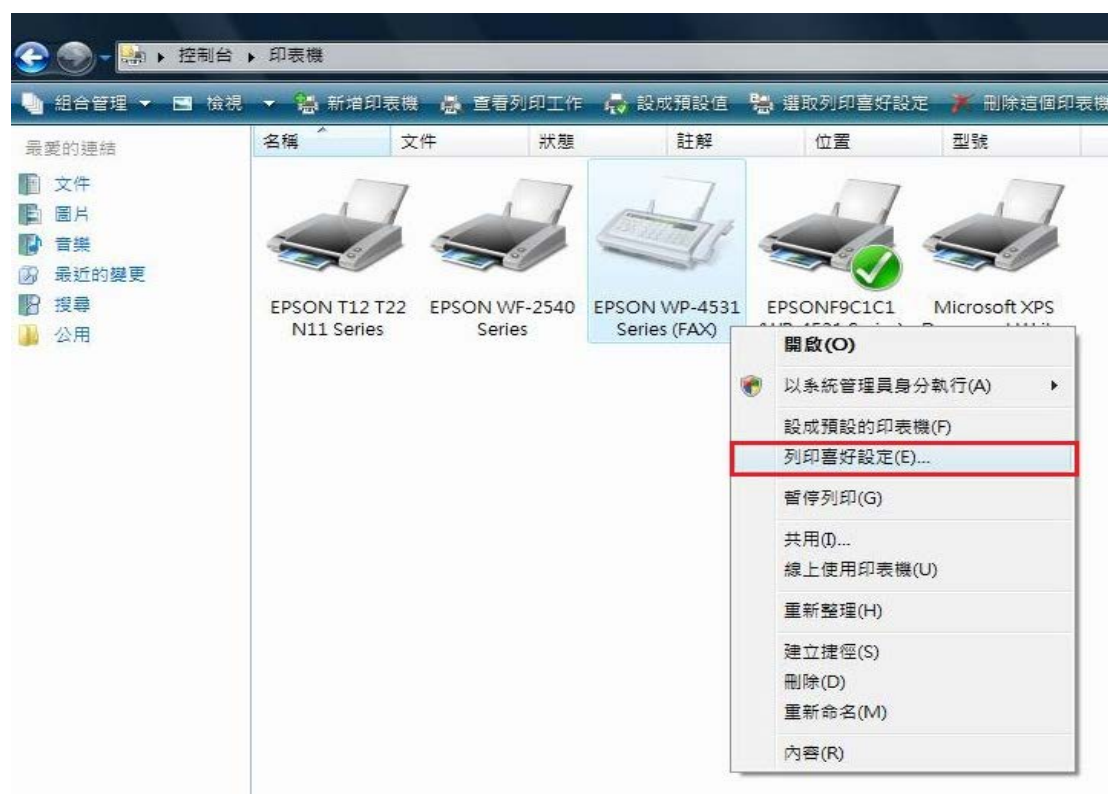 控制台 ▸ 印表機
組合管理 檢視 新增印表機 查看列印工作 設成預設值 選取列印喜好設定 刪除這個印表機
名稱 文件 狀態 註解 位置 型號
最愛的連結
文件
圖片
音樂
最近的變更
搜尋
公用
EPSON T12 T22
N11 Series
EPSON WF-2540
Series
EPSON WP-4531
Series (FAX)
EPSONF9C1C1
Microsoft XPS
開啟(O)
以系統管理員身分執行(A)
設成預設的印表機(F)
列印喜好設定(E)...
暫停列印(G)
共用(I)...
線上使用印表機(U)
重新整理(H)
建立捷徑(S)
刪除(D)
重新命名(M)
內容(R)